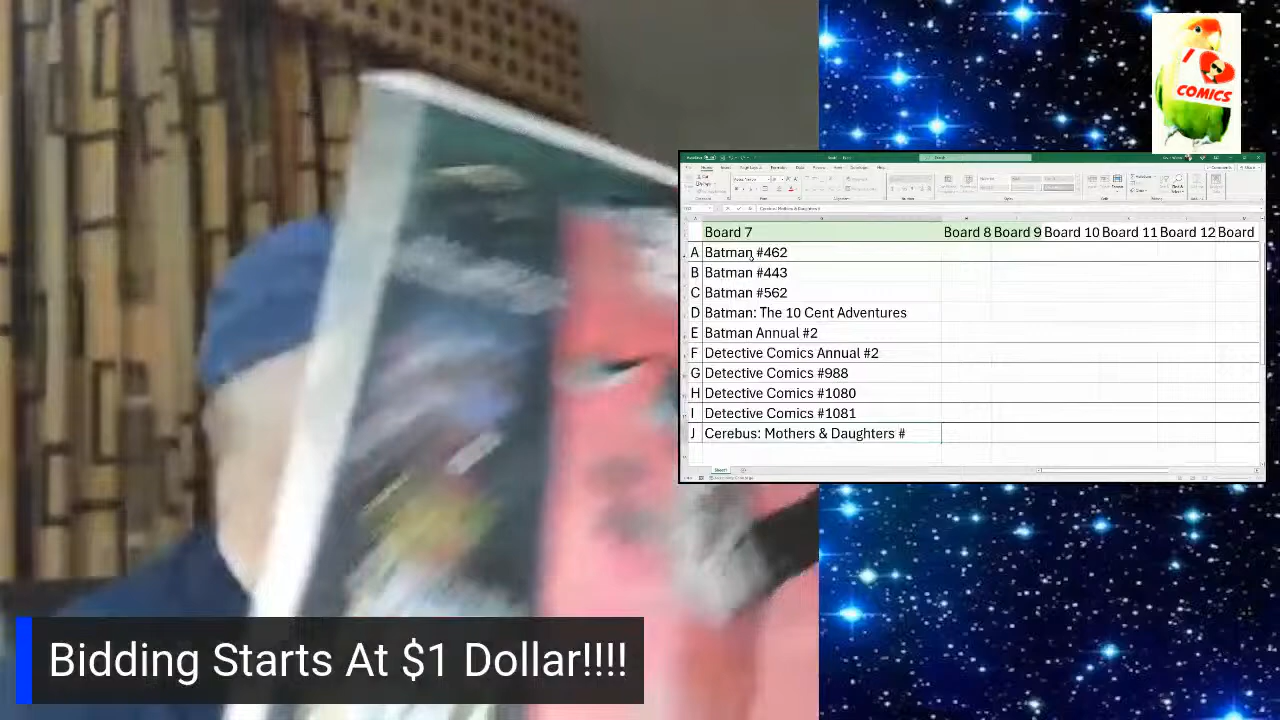 I
COMICS
Board 7 Board 8 Board 9 Board 10 Board 11 Board 12 Board
A Batman #462
B Batman #443
C Batman #562
D Batman: The 10 Cent Adventures
E Batman Annual #2
F Detective Comics Annual #2
G Detective Comics #988
H Detective Comics #1080
I Detective Comics #1081
J Cerebus: Mothers & Daughters #
Bidding Starts At $1 Dollar!!!!